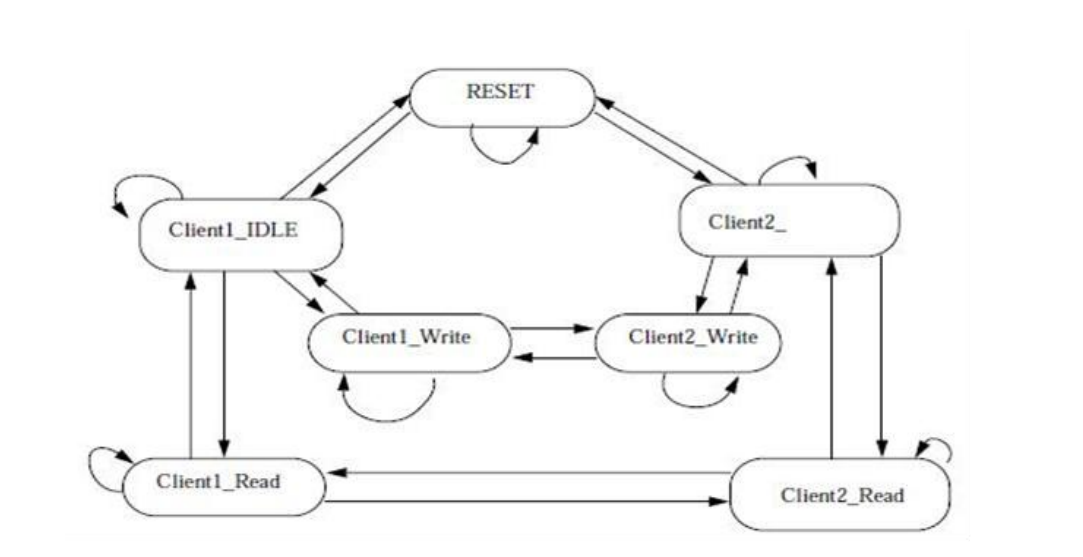 RESET
Client1_IDLE
Client2_
Client1_Write
Client2_Write
Client1_Read
Client2_Read